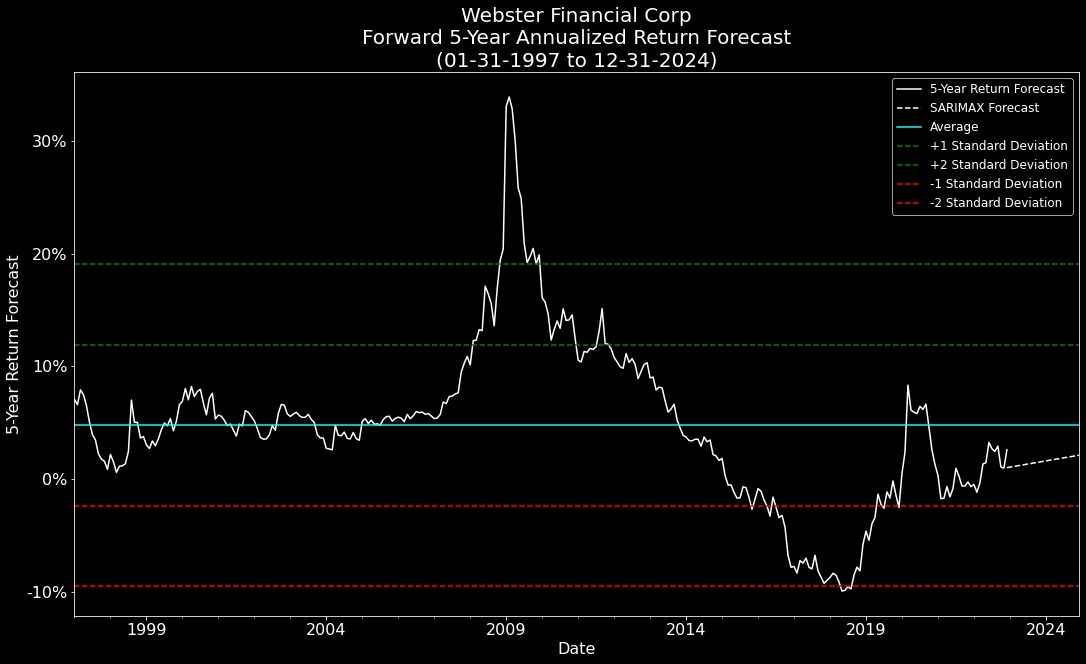 Webster Financial Corp
Forward 5-Year Annualized Return Forecast
(01-31-1997 to 12-31-2024)
5-Year Return Forecast
SARIMAX Forecast
Average
+1 Standard Deviation
+2 Standard Deviation
-1 Standard Deviation
-2 Standard Deviation
5-Year Return Forecast
30%
20%
10%
0%
-10%
1999
2004
2009
2014
2019
2024
Date